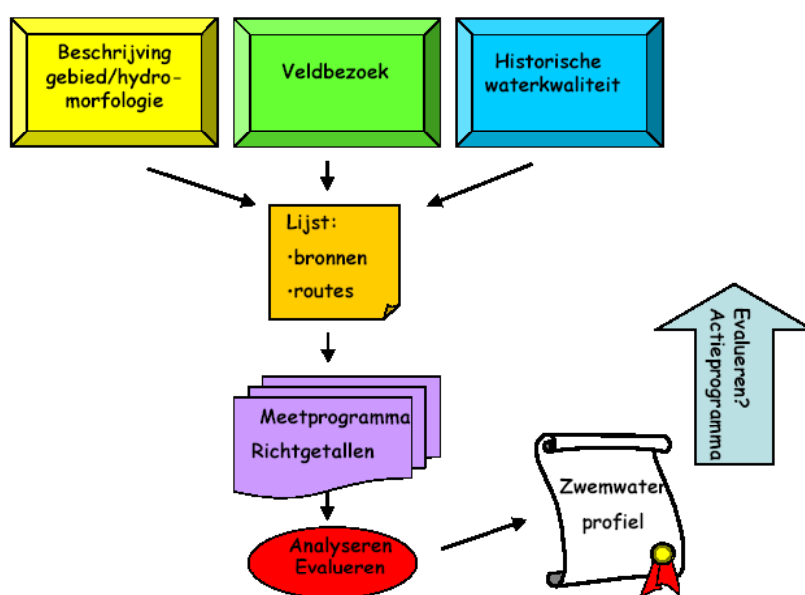 Beschrijving
gebied/hydro-
morfologie
Veldbezoek
Historische
waterkwaliteit
Lijst:
·bronnen
·routes
Meetprogramma
Richtgetallen
Analyseren
Evalueren
Zwemwater
profiel
Evalueren?
Actieprogramma